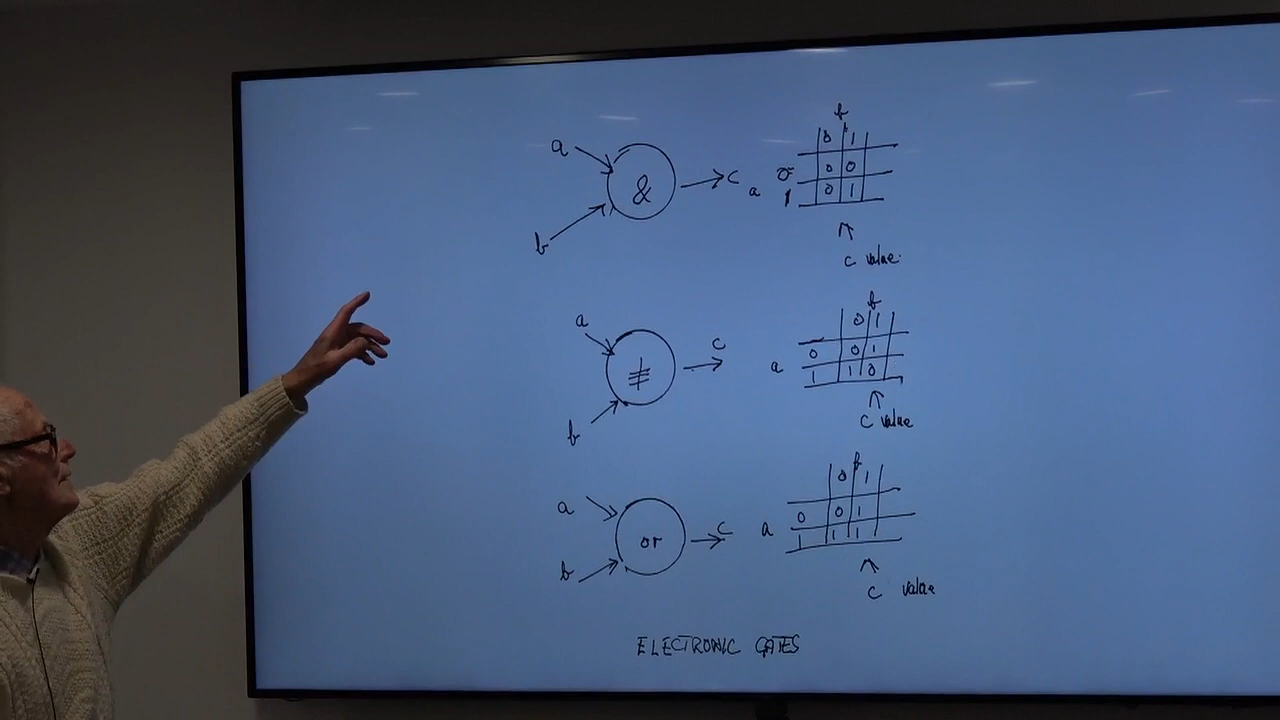 b
a 0 1
& → c 0 0 0
a 1 0 1
b
c value
b
a 0 1
≢ → c 0 0 1
a 1 1 0
b
c value
b
a 0 1
or → c 0 0 1
a 1 1 1
b
c value
ELECTRONIC GATES